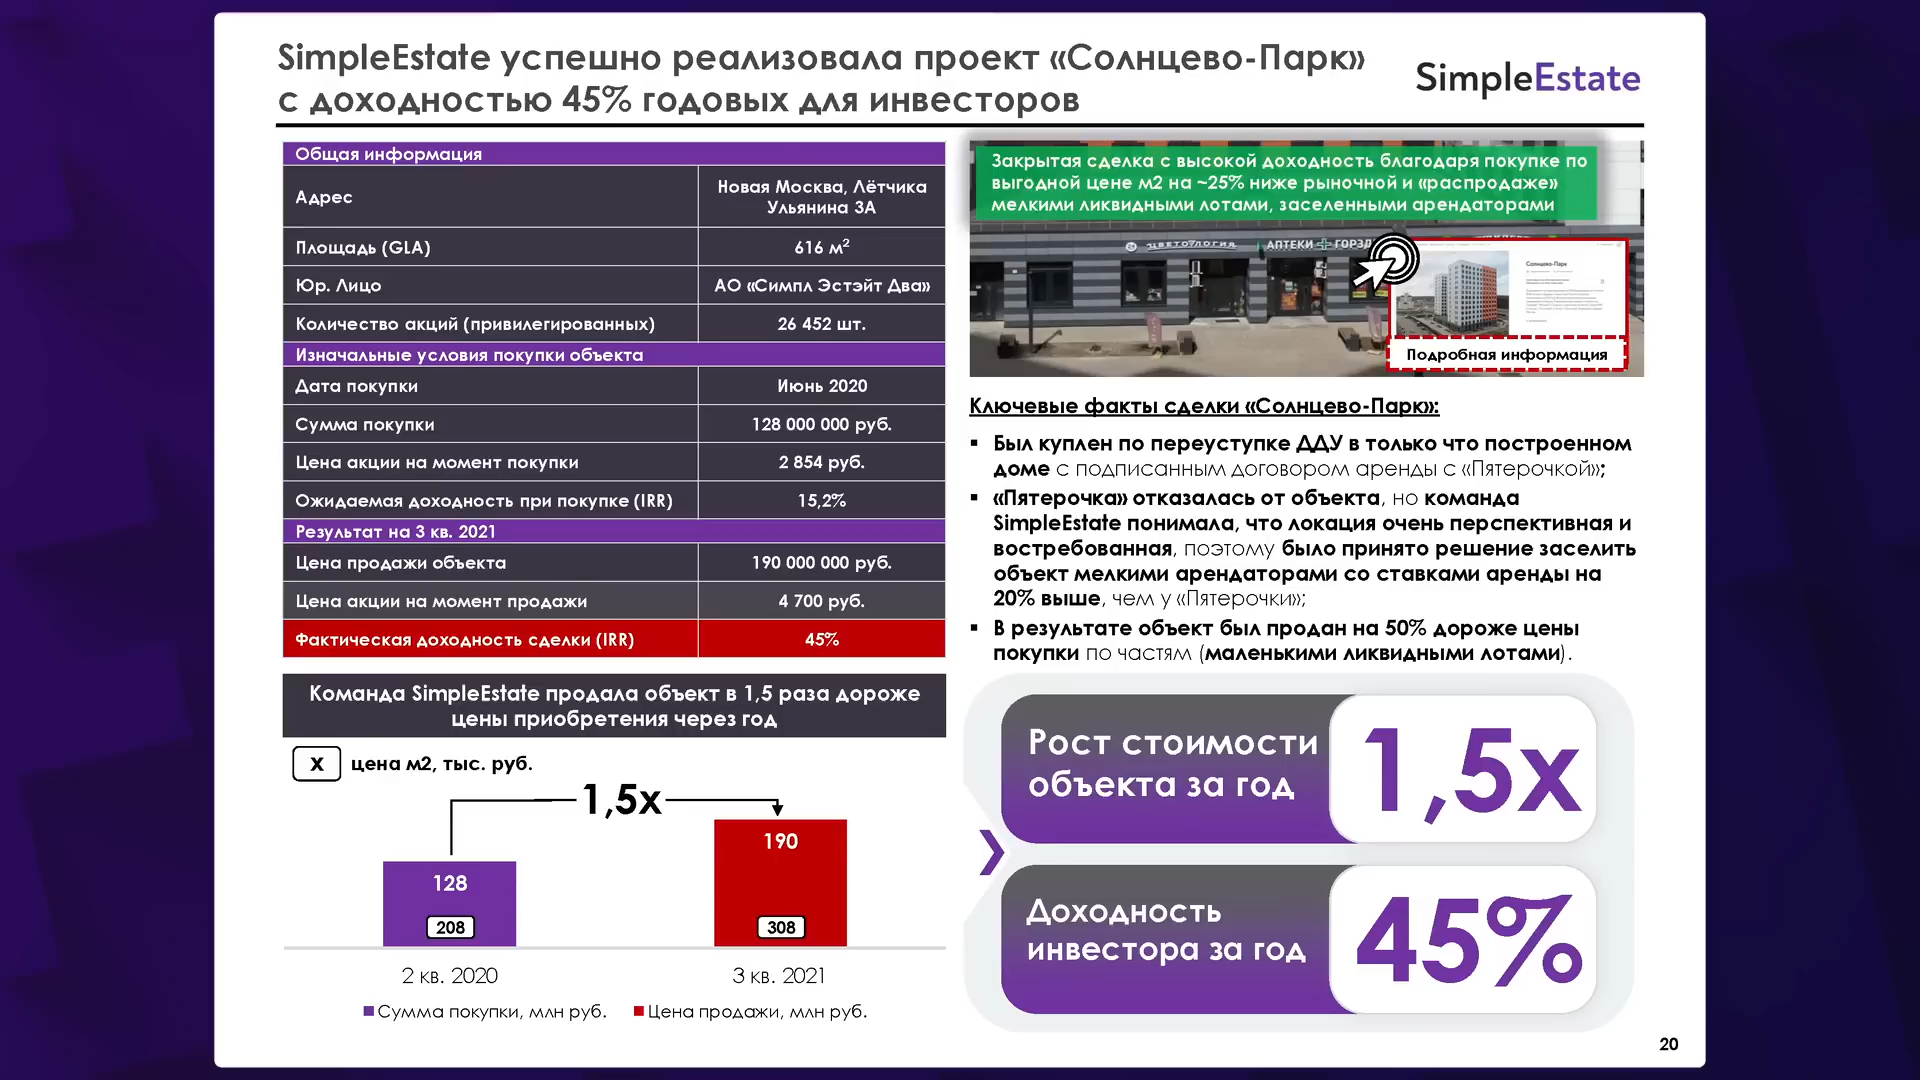 SimpleEstate успешно реализовала проект «Солнцево-Парк»
с доходностью 45% годовых для инвесторов
SimpleEstate
Общая информация
Адрес
Новая Москва, Лётчика
Ульянина 3А
Площадь (GLA)
616 м²
Юр. Лицо
АО «Симпл Эстэйт Два»
Количество акций (привилегированных)
26 452 шт.
Изначальные условия покупки объекта
Дата покупки
Июнь 2020
Сумма покупки
128 000 000 руб.
Цена акции на момент покупки
2 854 руб.
Ожидаемая доходность при покупке (IRR)
15,2%
Результат на 3 кв. 2021
Цена продажи объекта
190 000 000 руб.
Цена акции на момент продажи
4 700 руб.
Фактическая доходность сделки (IRR)
45%
Команда SimpleEstate продала объект в 1,5 раза дороже
цены приобретения через год
X цена м2, тыс. руб.
1,5x
128
208
190
308
2 кв. 2020
3 кв. 2021
Сумма покупки, млн руб.
Цена продажи, млн руб.
Закрытая сделка с высокой доходность благодаря покупке по
выгодной цене м2 на ~25% ниже рыночной и «распродаже»
мелкими ликвидными лотами, заселенными арендаторами
ЦВЕТОЛОГИЯ
АПТЕКИ ГОРЗД
Солнцево-Парк
Подробная информация
Ключевые факты сделки «Солнцево-Парк»:
▪ Был куплен по переуступке ДДУ в только что построенном
доме с подписанным договором аренды с «Пятерочкой»;
▪ «Пятерочка» отказалась от объекта, но команда
SimpleEstate понимала, что локация очень перспективная и
востребованная, поэтому было принято решение заселить
объект мелкими арендаторами со ставками аренды на
20% выше, чем у «Пятерочки»;
▪ В результате объект был продан на 50% дороже цены
покупки по частям (маленькими ликвидными лотами).
Рост стоимости
объекта за год
1,5x
Доходность
инвестора за год
45%
20